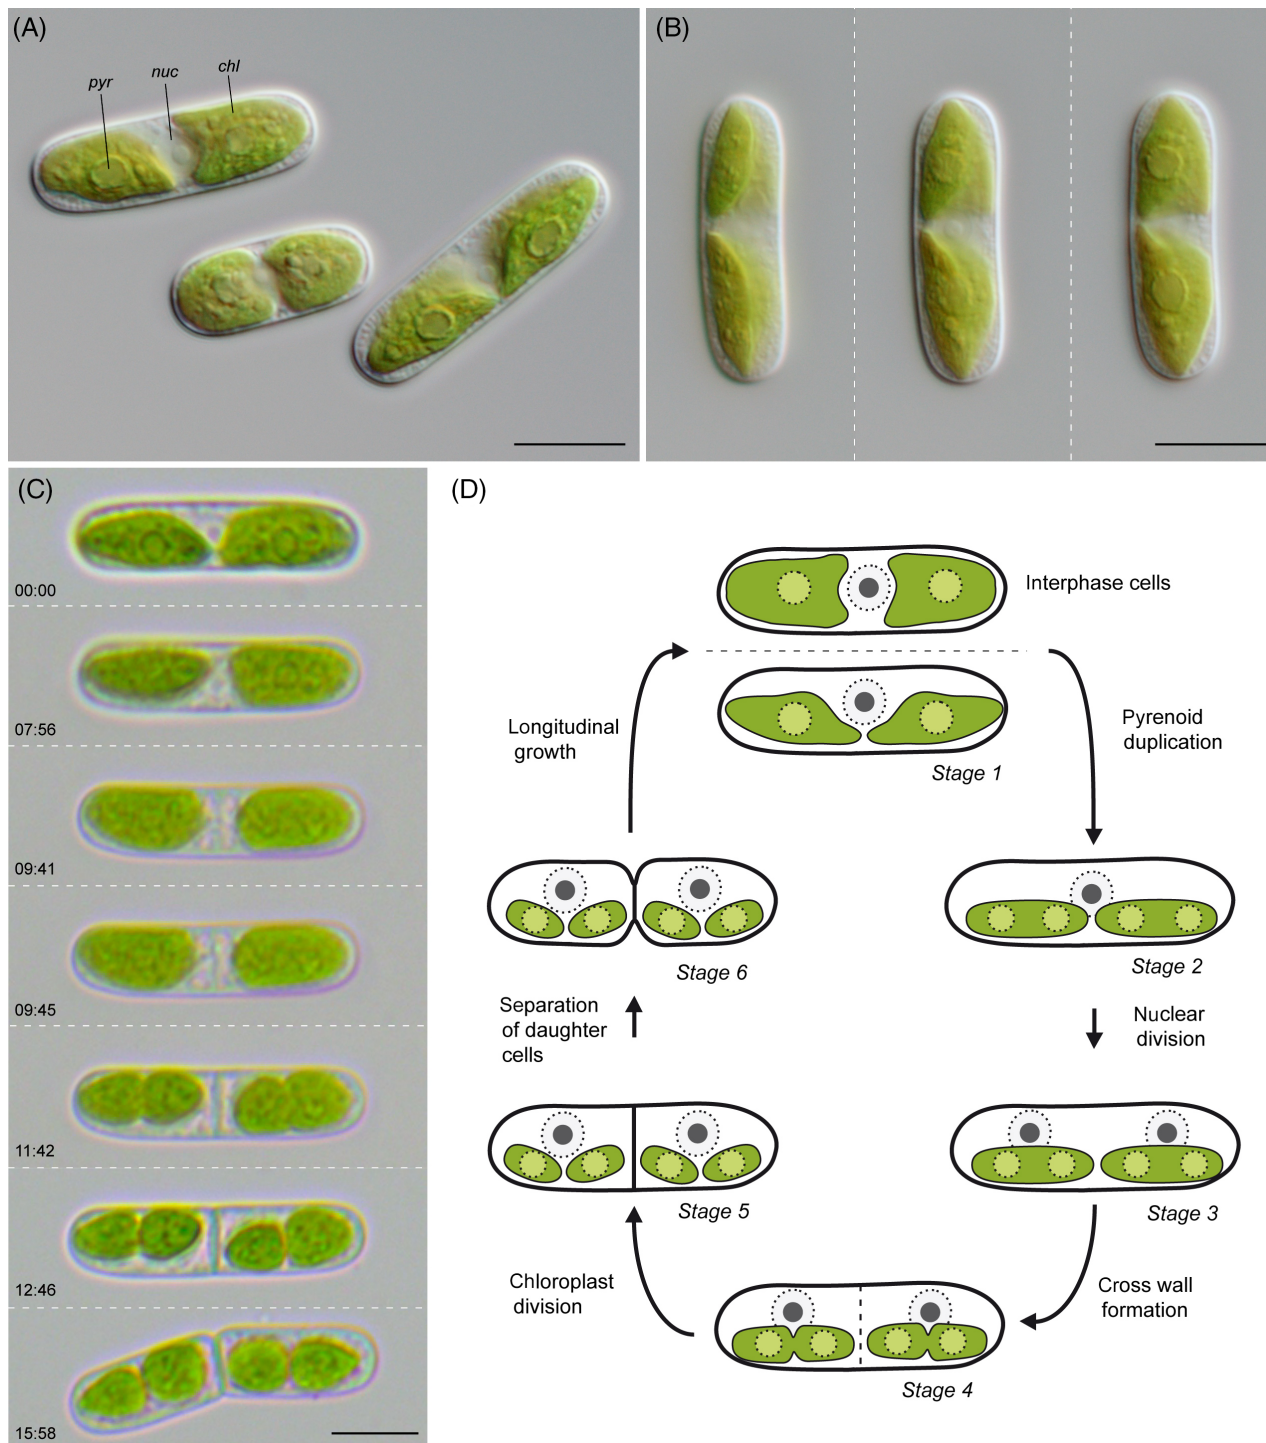 (A)
pyr
nuc
chl
(B)
(C)
00:00
07:56
09:41
09:45
11:42
12:46
15:58
(D)
Interphase cells
Stage 1
Pyrenoid
duplication
Stage 2
Nuclear
division
Stage 3
Cross wall
formation
Stage 4
Chloroplast
division
Stage 5
Separation
of daughter
cells
Stage 6
Longitudinal
growth